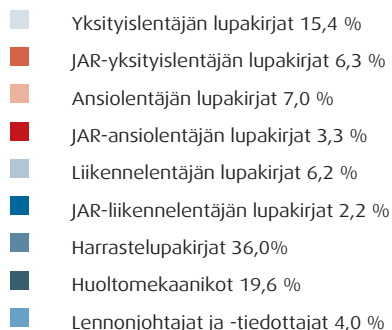 Yksityislentäjän lupakirjat 15,4 %
JAR-yksityislentäjän lupakirjat 6,3 %
Ansiolentäjän lupakirjat 7,0 %
JAR-ansiolentäjän lupakirjat 3,3 %
Liikennelentäjän lupakirjat 6,2 %
JAR-liikennelentäjän lupakirjat 2,2 %
Harrastelupakirjat 36,0%
Huoltomekaanikot 19,6 %
Lennonjohtajat ja -tiedottajat 4,0 %